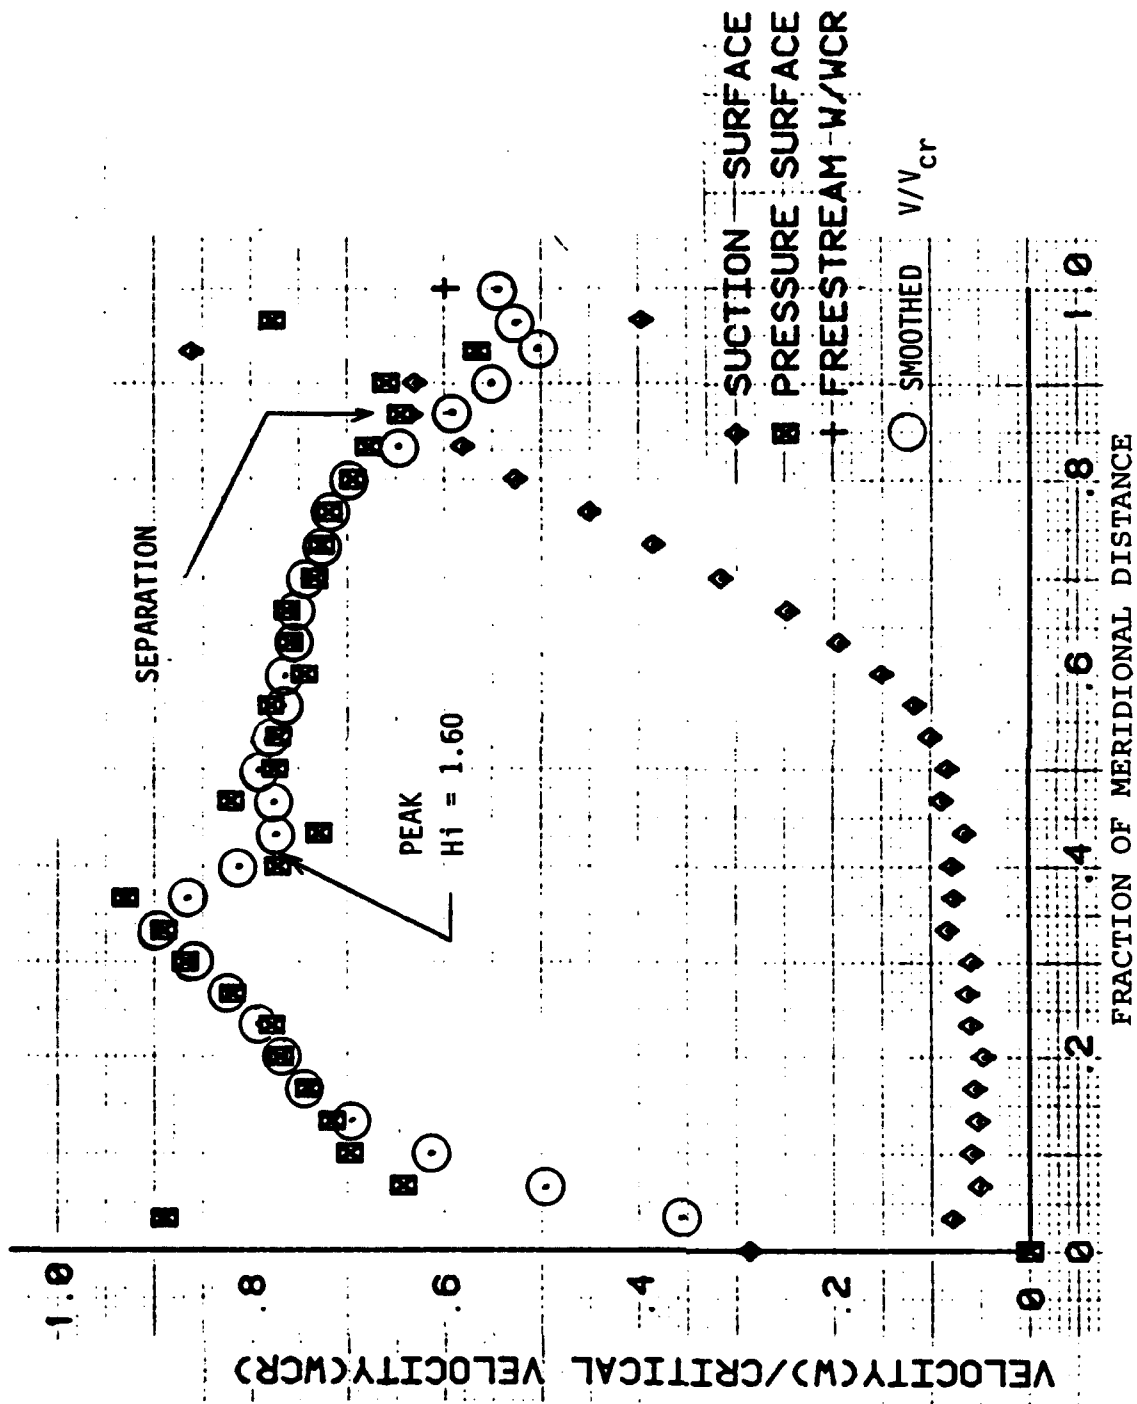 VELOCITY(W)/CRITICAL VELOCITY(WCR)
1.0
.8
.6
.4
.2
0
SEPARATION
PEAK
Hi = 1.60
SUCTION SURFACE
PRESSURE SURFACE
FREESTREAM W/WCR
SMOOTHED V/Vcr
0
.2
.4
.6
.8
1.0
FRACTION OF MERIDIONAL DISTANCE